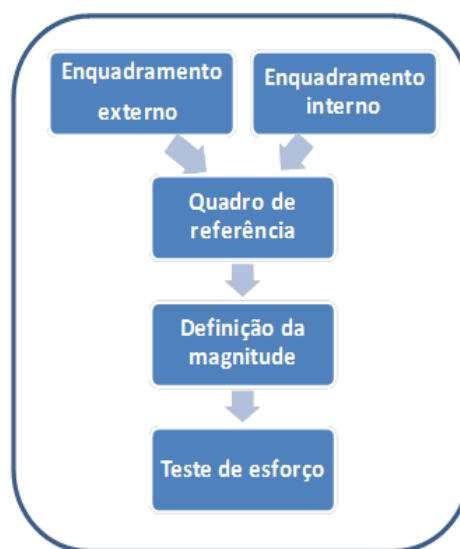 Enquadramento
externo
Enquadramento
interno
Quadro de
referência
Definição da
magnitude
Teste de esforço